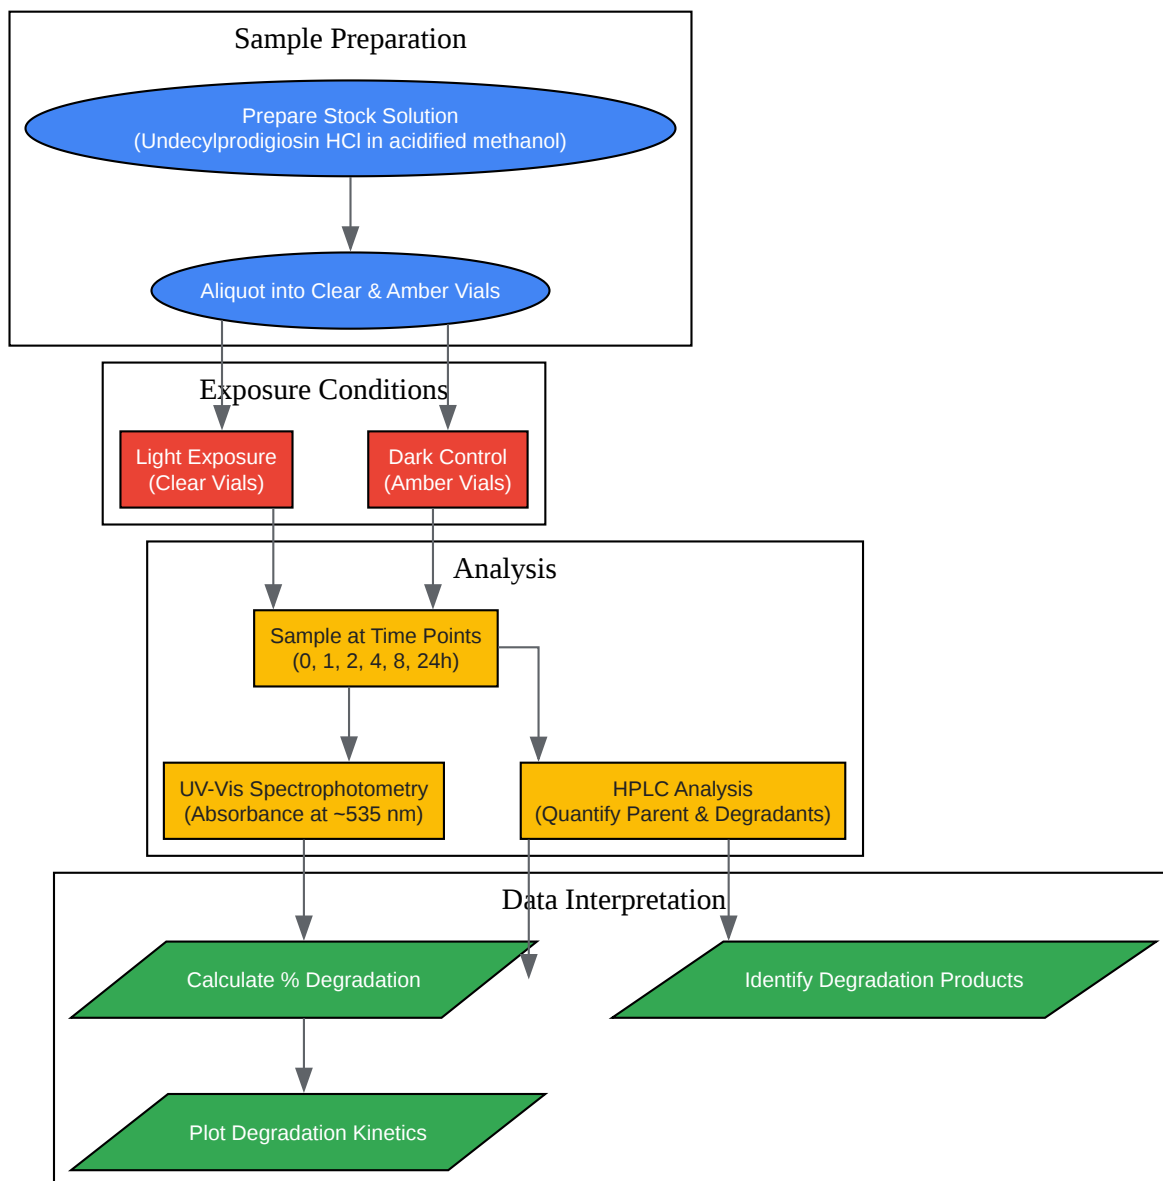 Sample Preparation
Prepare Stock Solution
(Undecylprodigiosin HCl in acidified methanol)
Aliquot into Clear & Amber Vials
Exposure Conditions
Light Exposure
(Clear Vials)
Dark Control
(Amber Vials)
Analysis
Sample at Time Points
(0, 1, 2, 4, 8, 24h)
UV-Vis Spectrophotometry
(Absorbance at ~535 nm)
HPLC Analysis
(Quantify Parent & Degradants)
Data Interpretation
Calculate % Degradation
Identify Degradation Products
Plot Degradation Kinetics